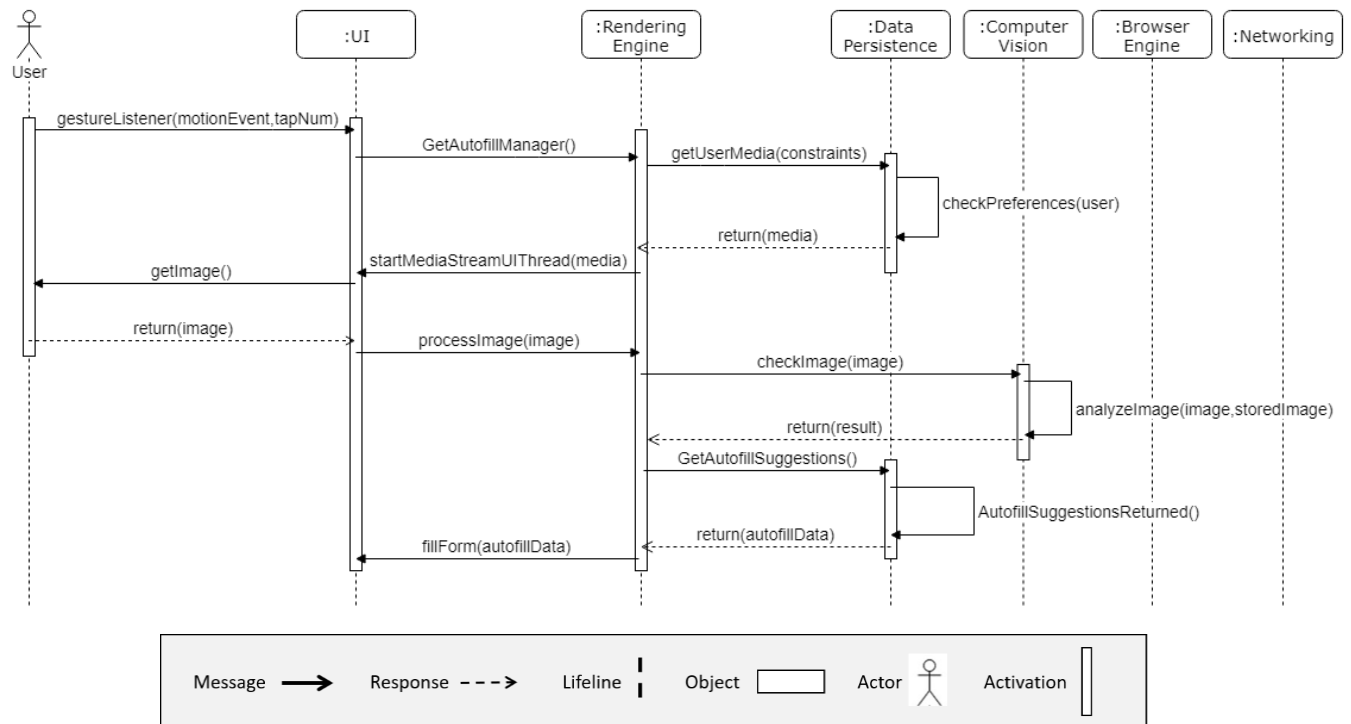 User
:UI
:Rendering
Engine
:Data
Persistence
:Computer
Vision
:Browser
Engine
:Networking
gestureListener(motionEvent,tapNum)
GetAutofillManager()
getUserMedia(constraints)
checkPreferences(user)
return(media)
startMediaStreamUIThread(media)
getImage()
return(image)
processImage(image)
checkImage(image)
analyzeImage(image,storedImage)
return(result)
GetAutofillSuggestions()
AutofillSuggestionsReturned()
return(autofillData)
fillForm(autofillData)
Message
Response
Lifeline
Object
Actor
Activation